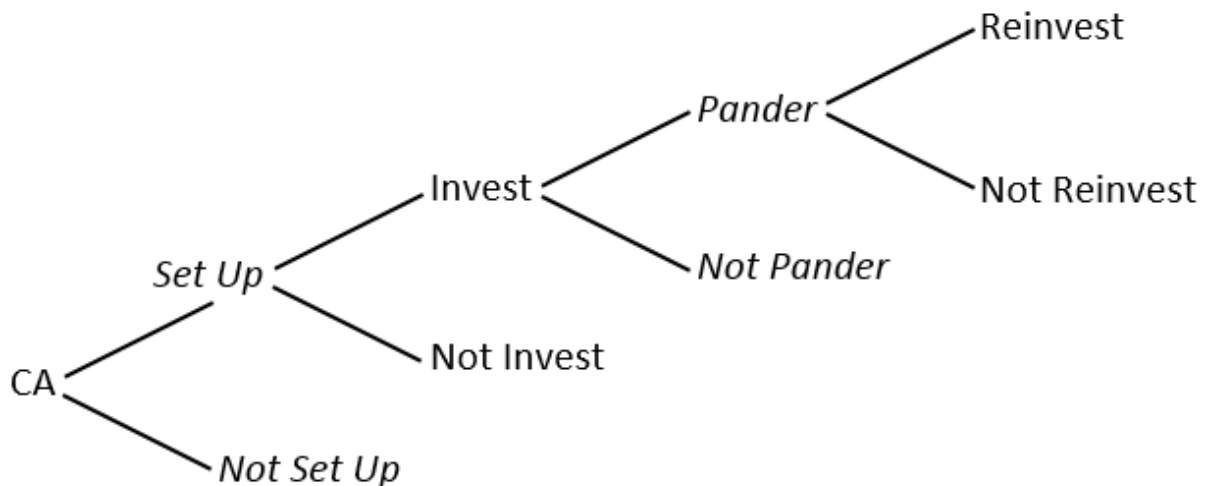 Reinvest
Pander
Invest
Not Reinvest
Set Up
Not Pander
CA
Not Invest
Not Set Up